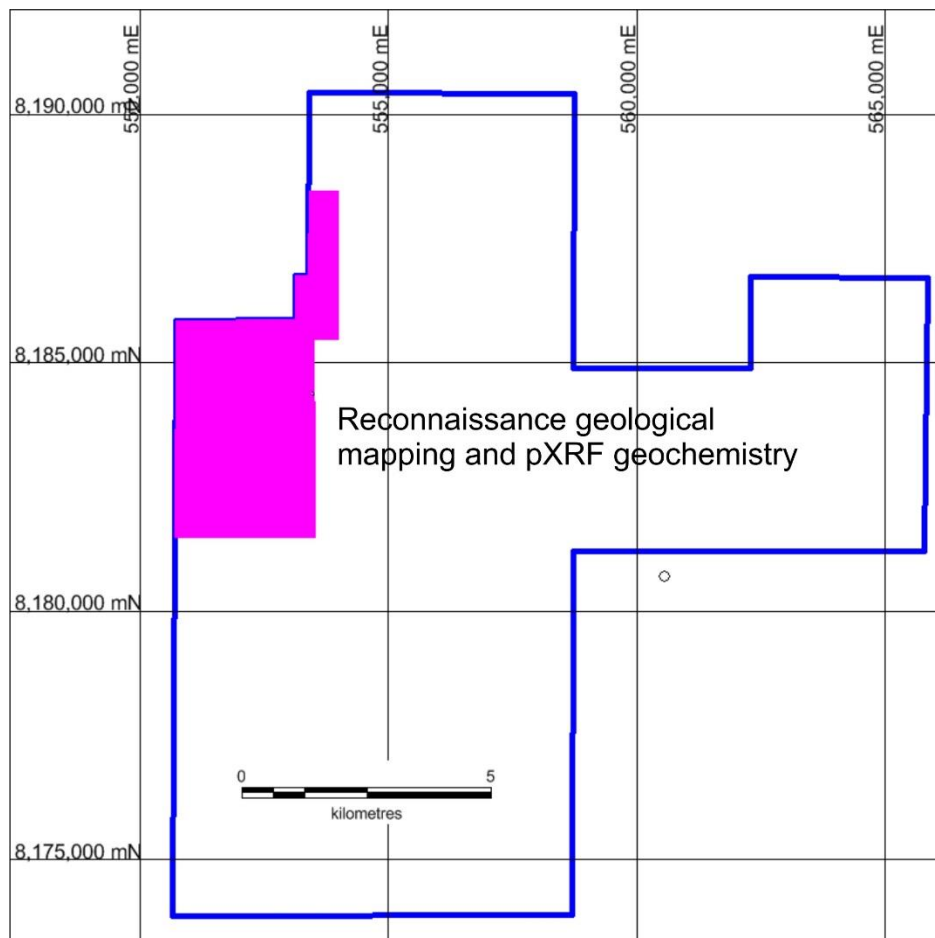 550,000 mE
555,000 mE
560,000 mE
565,000 mE
8,190,000 mN
8,185,000 mN
Reconnaissance geological
mapping and pXRF geochemistry
8,180,000 mN
0 5
kilometres
8,175,000 mN